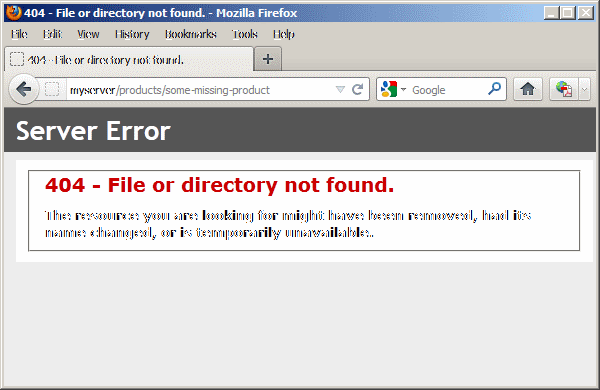 404 - File or directory not found. - Mozilla Firefox
File Edit View History Bookmarks Tools Help
404 - File or directory not found.
myserver/products/some-missing-product Google
Server Error
404 - File or directory not found.
The resource you are looking for might have been removed, had its
name changed, or is temporarily unavailable.